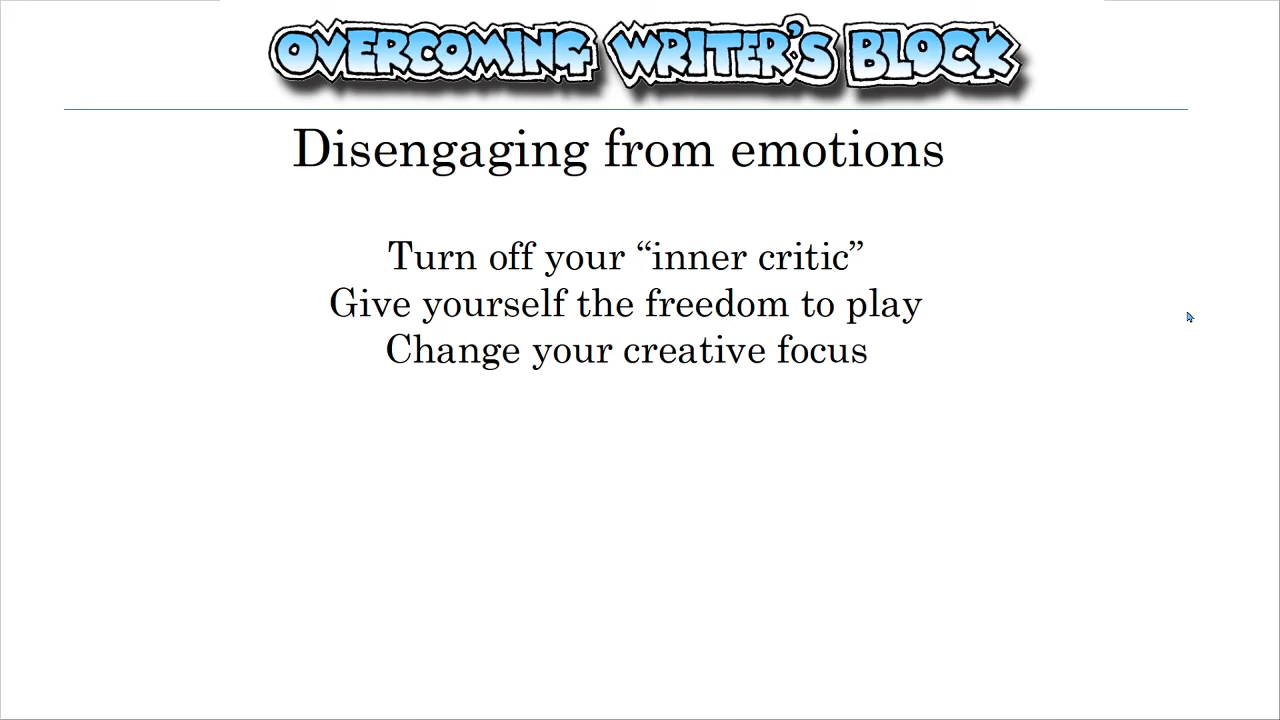 OVERCOMING WRITER'S BLOCK
Disengaging from emotions
Turn off your “inner critic”
Give yourself the freedom to play
Change your creative focus